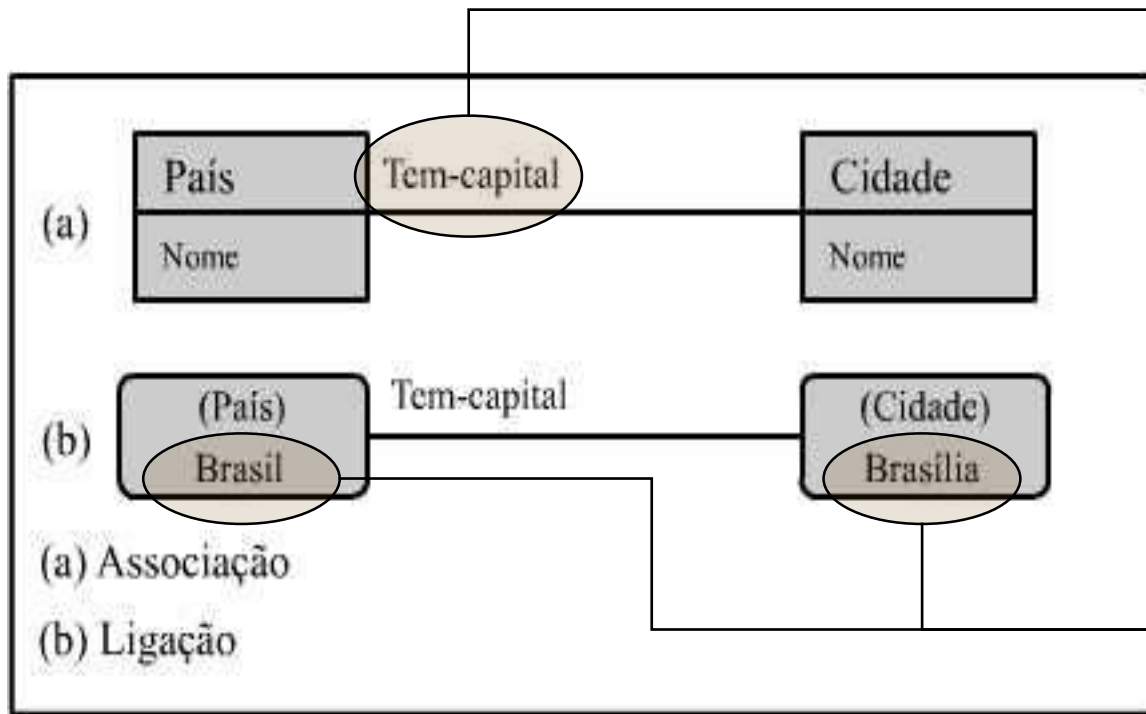 País Tem-capital Cidade
(a)
Nome Nome
(País) Tem-capital (Cidade)
(b)
Brasil Brasília
(a) Associação
(b) Ligação